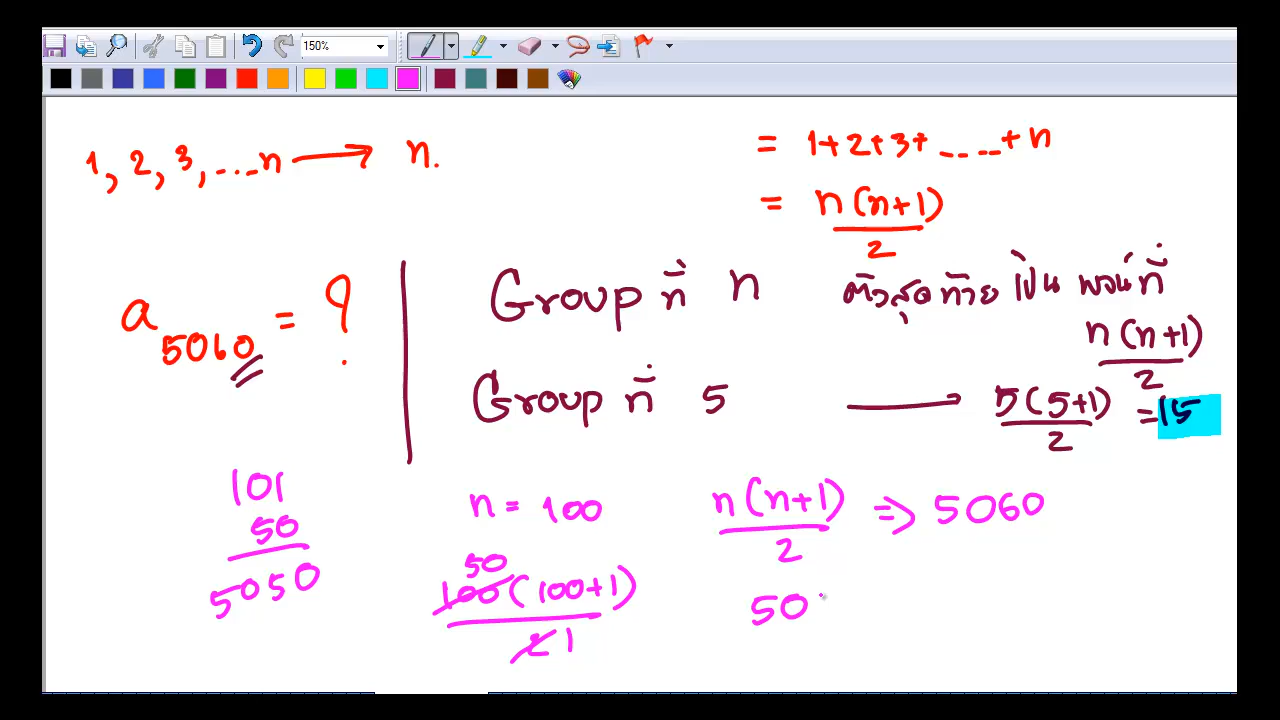 150%
1, 2, 3, ...n ⟶ n.
= 1+2+3+ ....+n
= n(n+1)
2
a5060 = ?
Group ที่ n ตัวสุดท้าย เป็น พจน์ที่
n(n+1)
2
Group ที่ 5 ⟶ 5(5+1) = 15
2
101
50
5050
n = 100
50
100(100+1)
2 1
n(n+1) ⇒ 5060
2
50